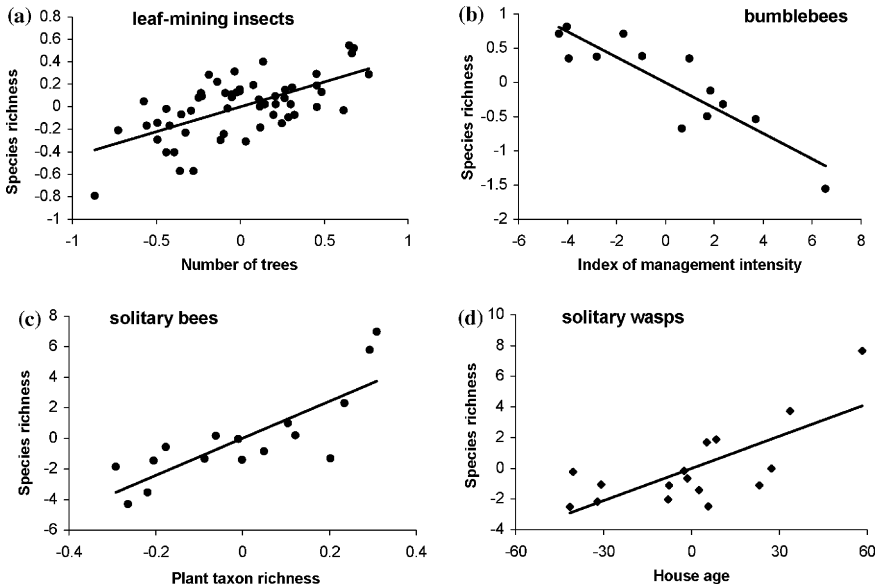 (a)
leaf-mining insects
Species richness
0.8
0.6
0.4
0.2
0
-0.2
-0.4
-0.6
-0.8
-1
-1 -0.5 0 0.5 1
Number of trees
(b)
bumblebees
Species richness
1
0.5
0
-0.5
-1
-1.5
-2
-6 -4 -2 0 2 4 6 8
Index of management intensity
(c)
solitary bees
Species richness
8
6
4
2
0
-2
-4
-6
-0.4 -0.2 0 0.2 0.4
Plant taxon richness
(d)
solitary wasps
Species richness
10
8
6
4
2
0
-2
-4
-60 -30 0 30 60
House age